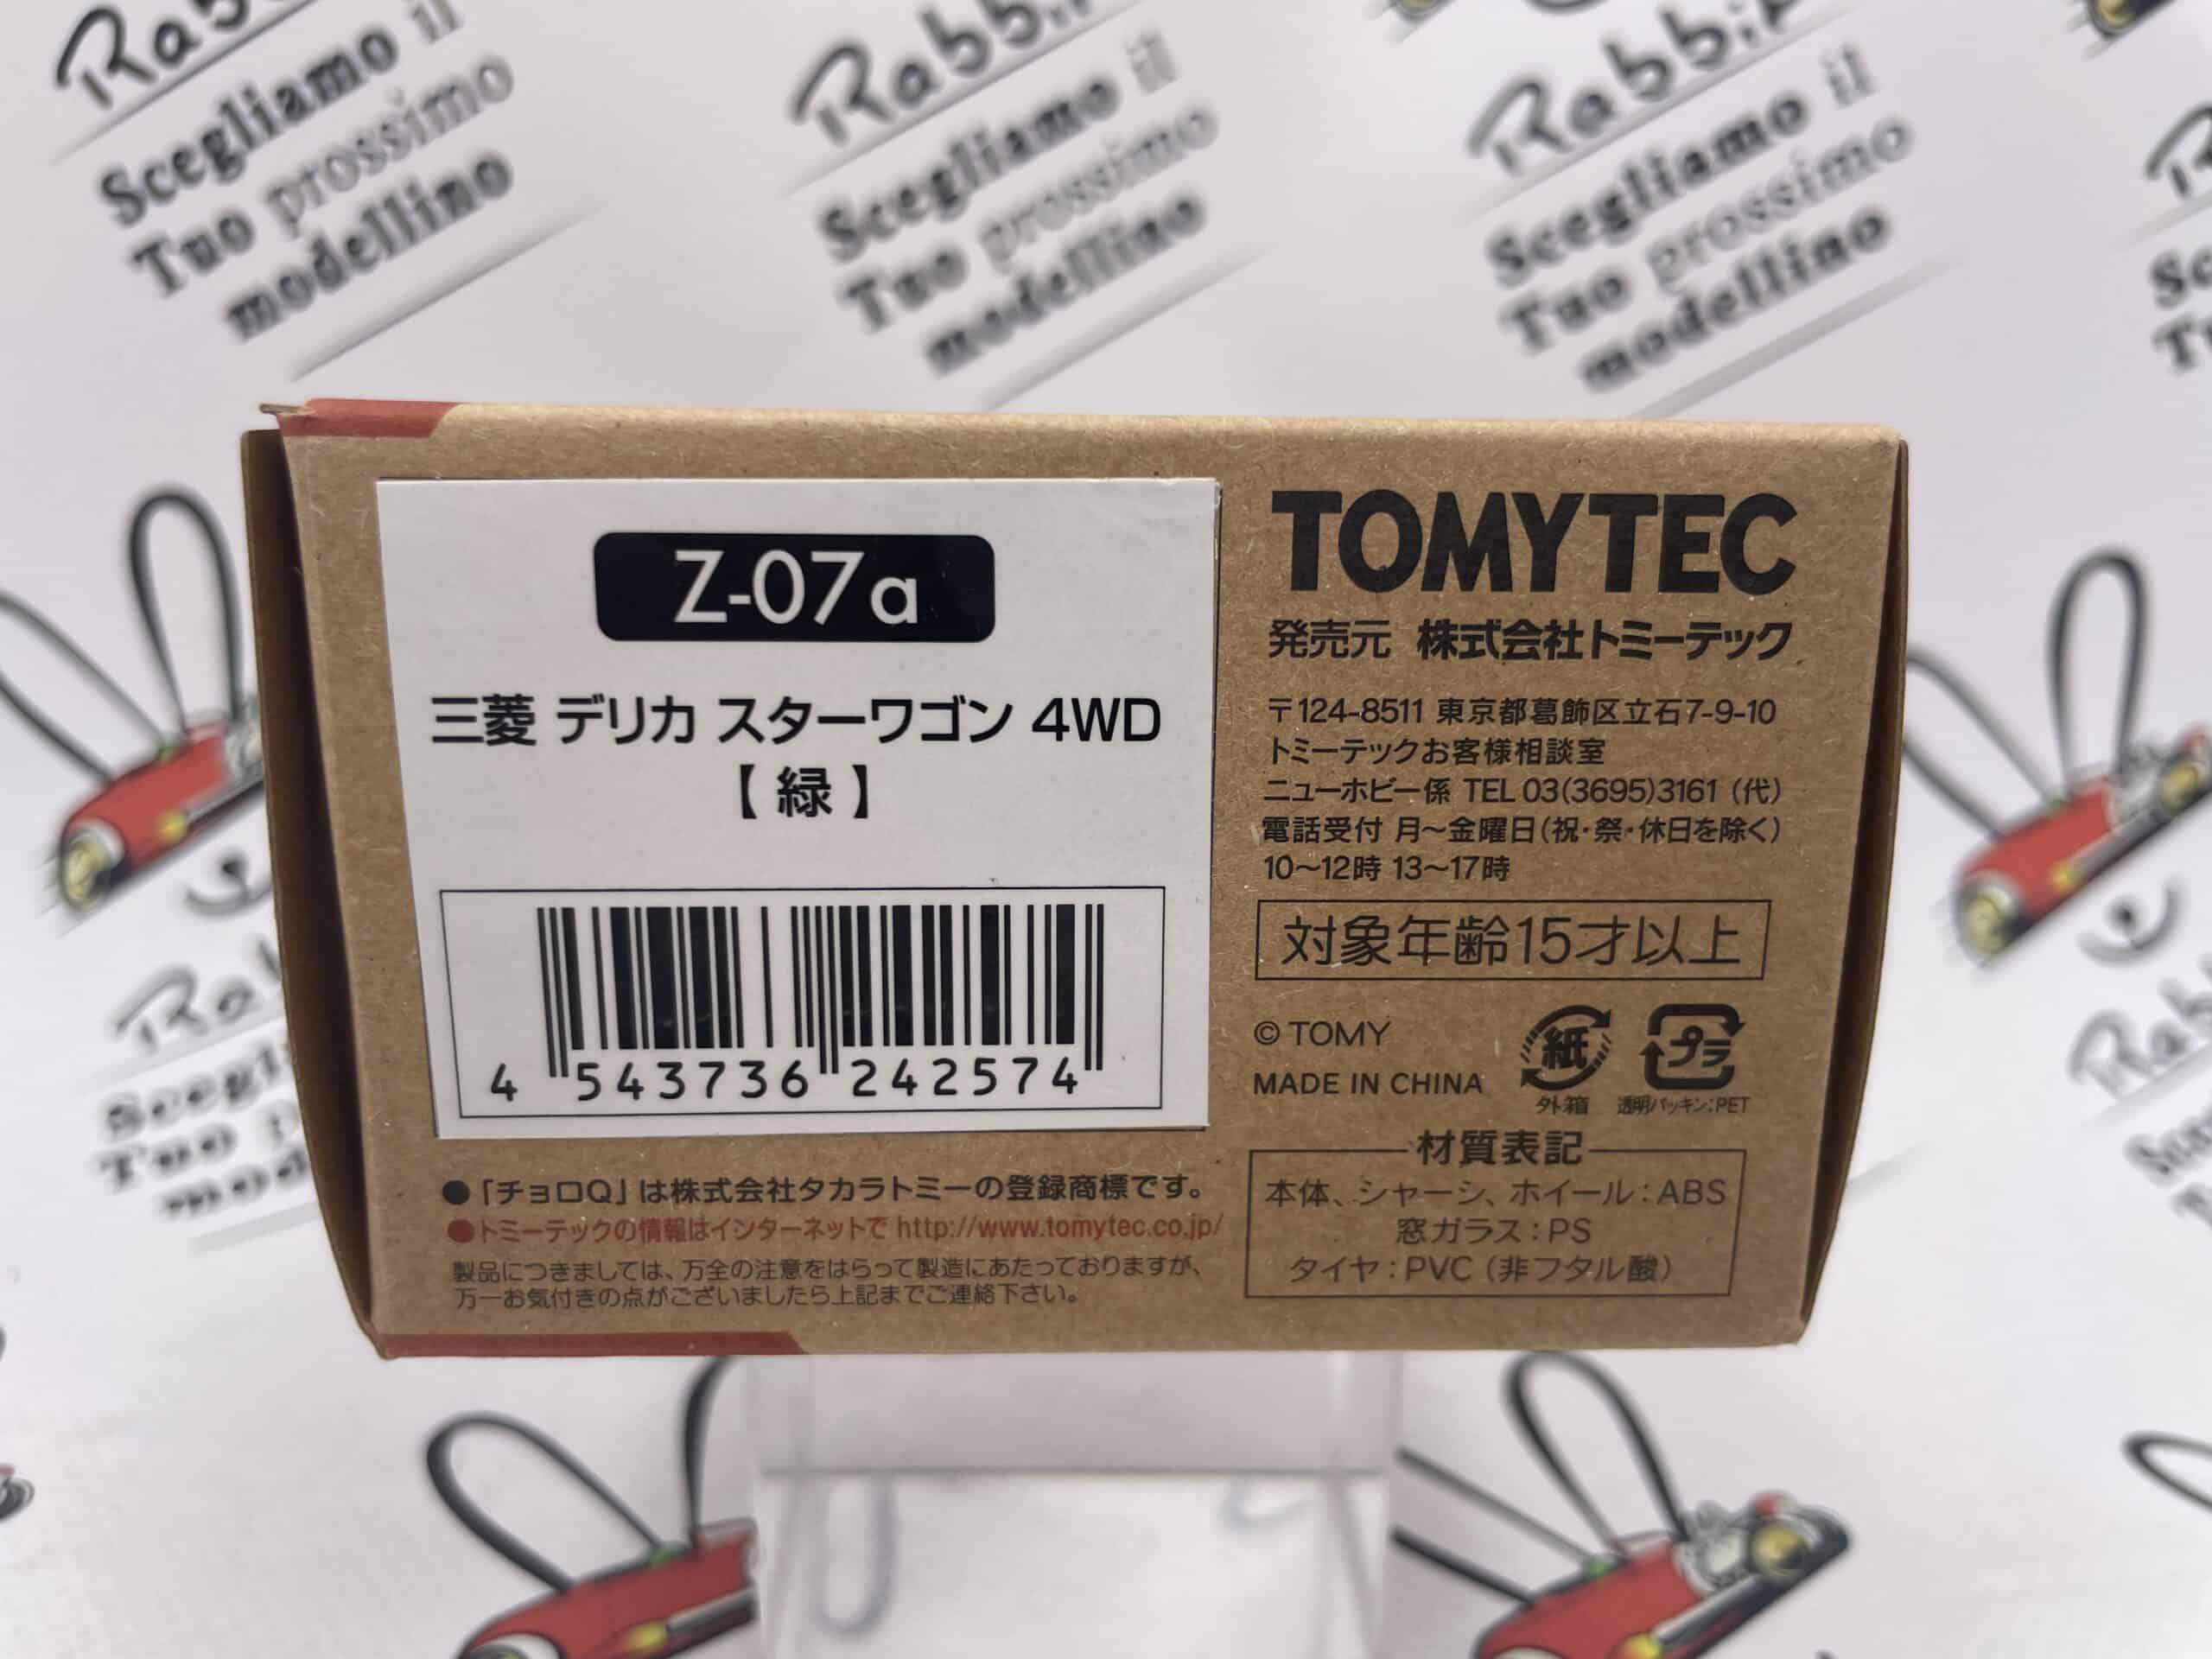 Scegliamo il
Tuo prossimo
modellino
Scegliamo il
Tuo prossimo
modellino
Scegliamo il
Tuo prossimo
modellino
Z-07a
三菱 デリカ スターワゴン 4WD
【 緑 】
4 543736 242574
●「チョロQ」は株式会社タカラトミーの登録商標です。
●トミーテックの情報はインターネットで http://www.tomytec.co.jp/
製品につきましては、万全の注意をはらって製造にあたっておりますが、
万一お気付きの点がございましたら上記までご連絡下さい。
TOMYTEC
発売元 株式会社トミーテック
〒124-8511 東京都葛飾区立石7-9-10
トミーテックお客様相談室
ニューホビー係 TEL 03(3695)3161 (代)
電話受付 月～金曜日(祝・祭・休日を除く)
10～12時 13～17時
対象年齢15才以上
© TOMY
MADE IN CHINA
紙
外箱
プラ
透明パッキン:PET
材質表記
本体、シャーシ、ホイール:ABS
窓ガラス:PS
タイヤ:PVC (非フタル酸)